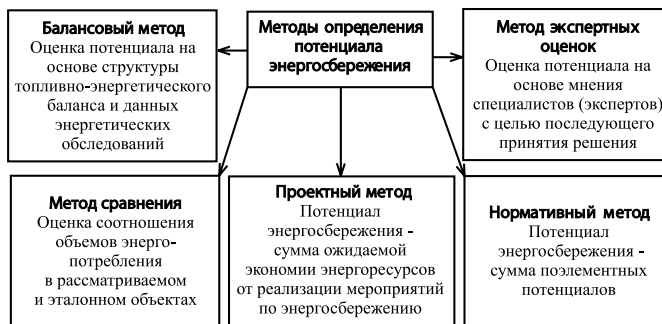 Балансовый метод
Оценка потенциала на
основе структуры
топливно-энергетического
баланса и данных
энергетических
обследований
Методы определения
потенциала
энергосбережения
Метод экспертных
оценок
Оценка потенциала на
основе мнения
специалистов (экспертов)
с целью последующего
принятия решения
Метод сравнения
Оценка соотношения
объемов энерго-
потребления
в рассматриваемом
и эталонном объектах
Проектный метод
Потенциал
энергосбережения -
сумма ожидаемой
экономии энергоресурсов
от реализации мероприятий
по энергосбережению
Нормативный метод
Потенциал
энергосбережения -
сумма поэлементных
потенциалов